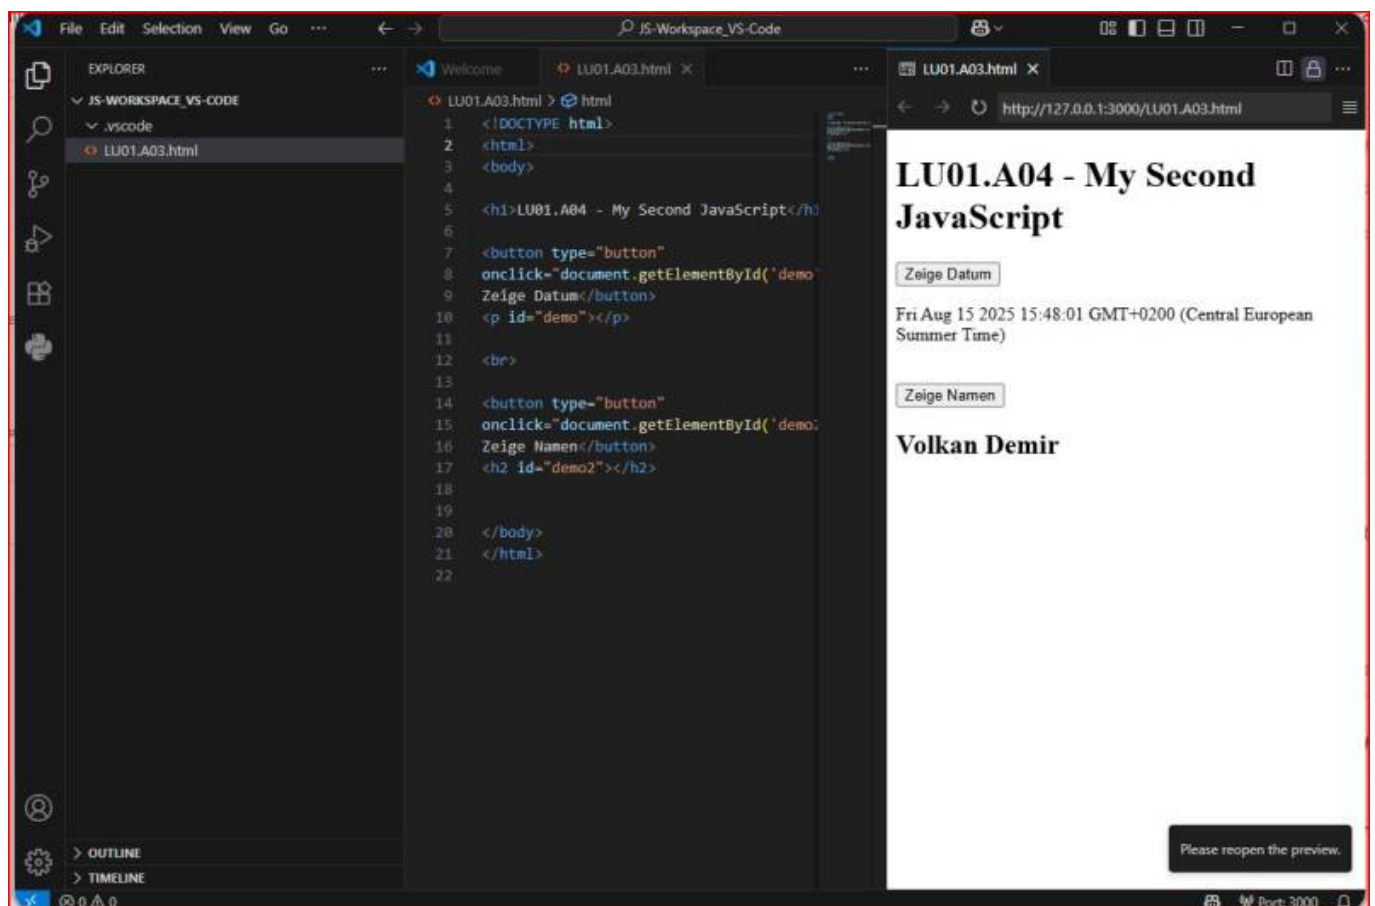 File Edit Selection View Go ··· JS-Workspace_VS-Code
EXPLORER ···
JS-WORKSPACE_VS-CODE
.vscode
LU01.A03.html
OUTLINE
TIMELINE
Welcome LU01.A03.html ···
LU01.A03.html > html
1 <!DOCTYPE html>
2 <html>
3 <body>
4
5 <h1>LU01.A04 - My Second JavaScript</h1
6
7 <button type="button"
8 onclick="document.getElementById('demo'
9 Zeige Datum</button>
10 <p id="demo"></p>
11
12 <br>
13
14 <button type="button"
15 onclick="document.getElementById('demo2
16 Zeige Namen</button>
17 <h2 id="demo2"></h2>
18
19
20 </body>
21 </html>
22
LU01.A03.html ···
http://127.0.0.1:3000/LU01.A03.html
LU01.A04 - My Second
JavaScript
Zeige Datum
Fri Aug 15 2025 15:48:01 GMT+0200 (Central European
Summer Time)
Zeige Namen
Volkan Demir
Please reopen the preview.
0 0 Port: 3000